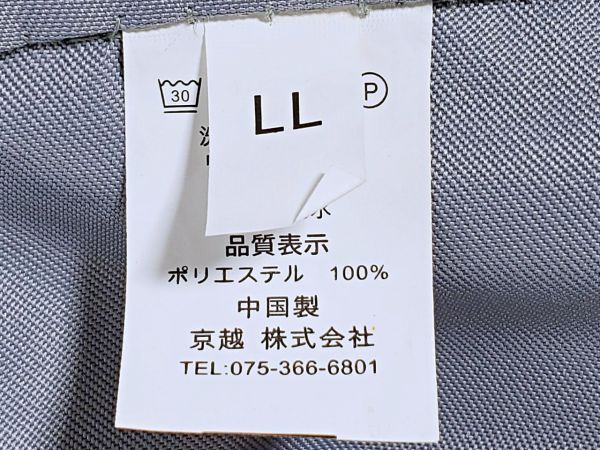 30 P
LL
品質表示
ポリエステル 100%
中国製
京越 株式会社
TEL:075-366-6801